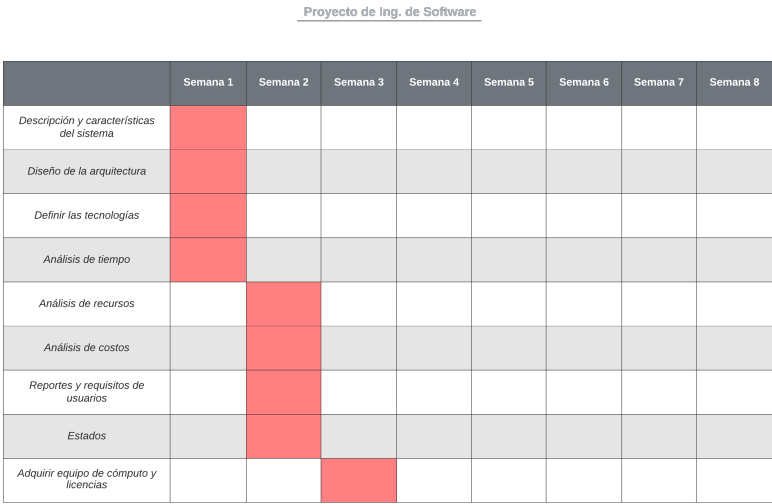 Proyecto de Ing. de Software
Semana 1 Semana 2 Semana 3 Semana 4 Semana 5 Semana 6 Semana 7 Semana 8
Descripción y características
del sistema
Diseño de la arquitectura
Definir las tecnologías
Análisis de tiempo
Análisis de recursos
Análisis de costos
Reportes y requisitos de
usuarios
Estados
Adquirir equipo de cómputo y
licencias